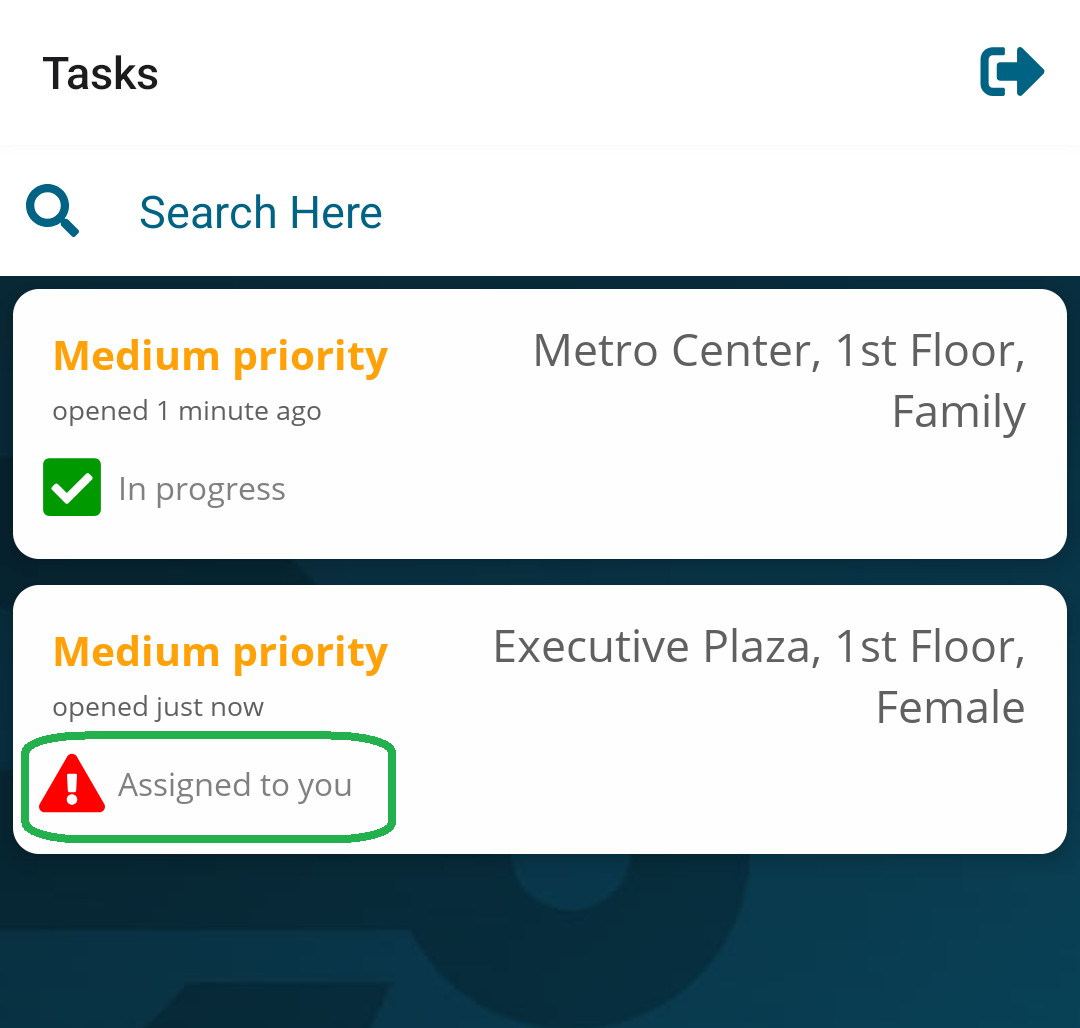 Tasks
Search Here
Medium priority
Metro Center, 1st Floor,
Family
opened 1 minute ago
In progress
Medium priority
Executive Plaza, 1st Floor,
Female
opened just now
Assigned to you